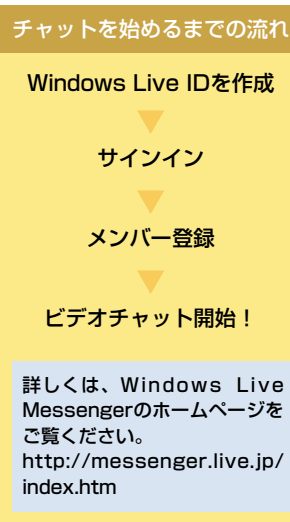 チャットを始めるまでの流れ
Windows Live IDを作成
サインイン
メンバー登録
ビデオチャット開始！
詳しくは、Windows Live
Messengerのホームページを
ご覧ください。
http://messenger.live.jp/
index.htm